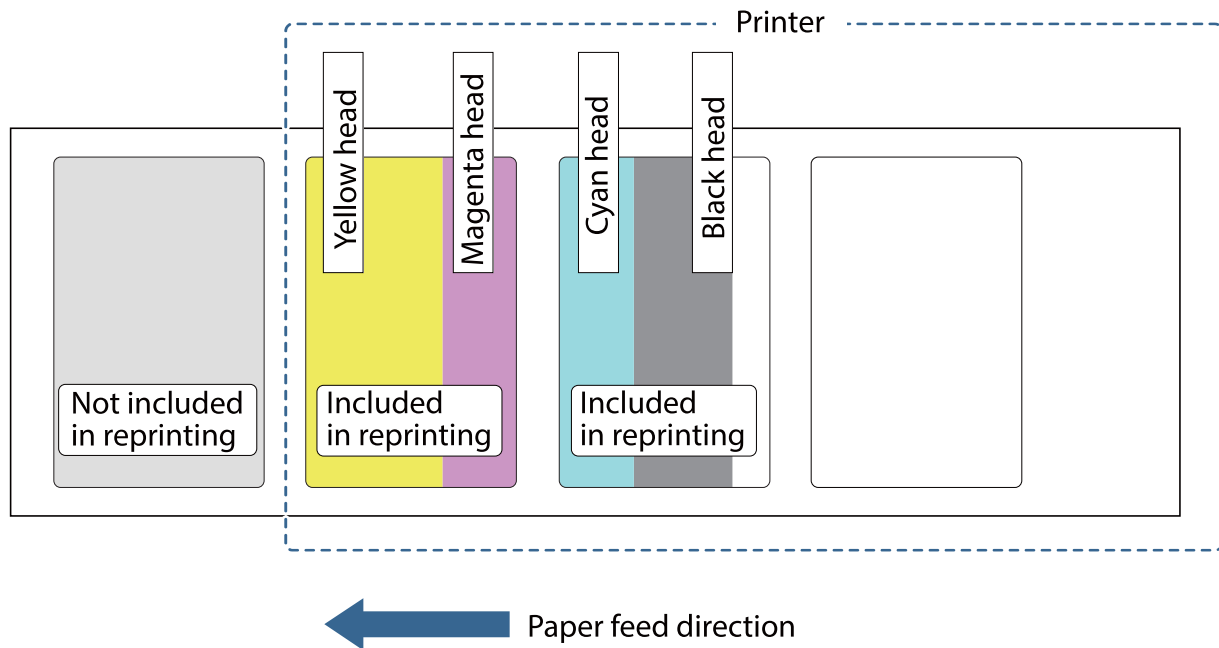 Printer
Yellow head
Magenta head
Cyan head
Black head
Not included
in reprinting
Included
in reprinting
Included
in reprinting
Paper feed direction